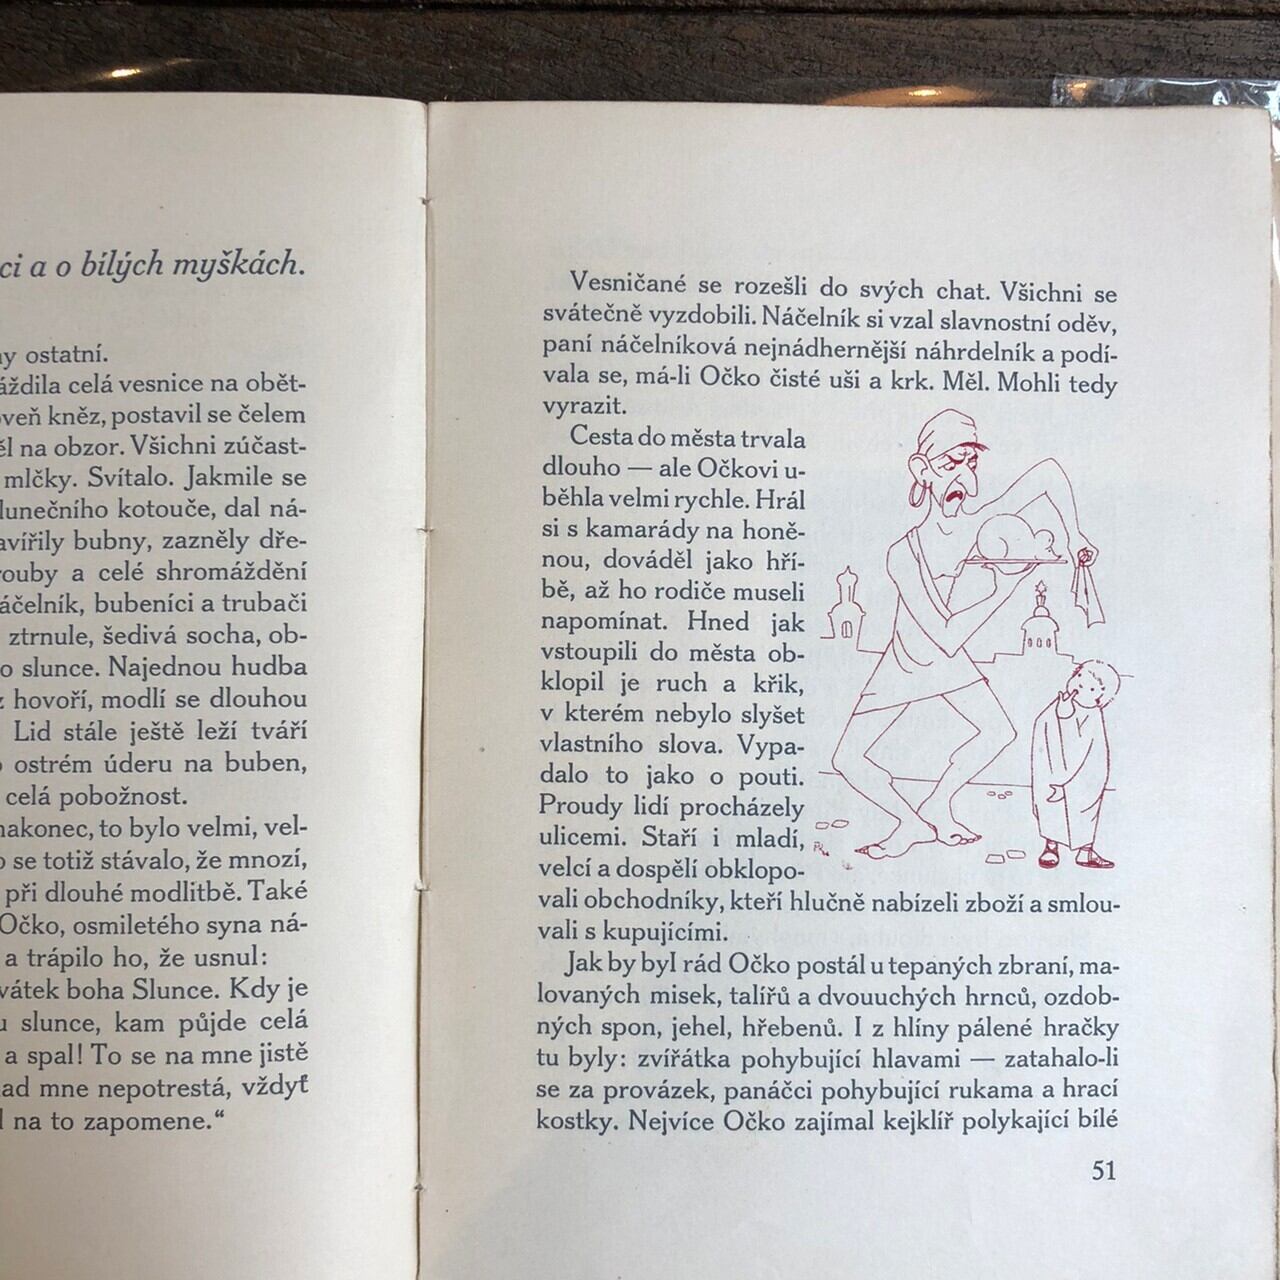 ci a o bílých myškách.
ny ostatní.
áždila celá vesnice na obět-
oveň kněz, postavil se čelem
ěl na obzor. Všichni zúčast-
mlčky. Svítalo. Jakmile se
lunečního kotouče, dal ná-
avířily bubny, zazněly dře-
rouby a celé shromáždění
áčelník, bubeníci a trubači
ztrnule, šedivá socha, ob-
o slunce. Najednou hudba
z hovoří, modlí se dlouhou
Lid stále ještě leží tváří
o ostrém úderu na buben,
celá pobožnost.
nakonec, to bylo velmi, vel-
o se totiž stávalo, že mnozí,
při dlouhé modlitbě. Také
Očko, osmiletého syna ná-
a trápilo ho, že usnul:
vátek boha Slunce. Kdy je
u slunce, kam půjde celá
a spal! To se na mne jistě
nad mne nepotrestá, vždyť
l na to zapomene.“
Vesničané se rozešli do svých chat. Všichni se
svátečně vyzdobili. Náčelník si vzal slavnostní oděv,
paní náčelníková nejnádhernější náhrdelník a podí-
vala se, má-li Očko čisté uši a krk. Měl. Mohli tedy
vyrazit.
Cesta do města trvala
dlouho — ale Očkovi u-
běhla velmi rychle. Hrál
si s kamarády na honě-
nou, dováděl jako hří-
bě, až ho rodiče museli
napomínat. Hned jak
vstoupili do města ob-
klopil je ruch a křik,
v kterém nebylo slyšet
vlastního slova. Vypa-
dalo to jako o pouti.
Proudy lidí procházely
ulicemi. Staří i mladí,
velcí a dospělí obklopo-
vali obchodníky, kteří hlučně nabízeli zboží a smlou-
vali s kupujícími.
Jak by byl rád Očko postál u tepaných zbraní, ma-
lovaných misek, talířů a dvouuchých hrnců, ozdob-
ných spon, jehel, hřebenů. I z hlíny pálené hračky
tu byly: zvířátka pohybující hlavami — zatahalo-li
se za provázek, panáčci pohybující rukama a hrací
kostky. Nejvíce Očko zajímal kejklíř polykající bílé
51